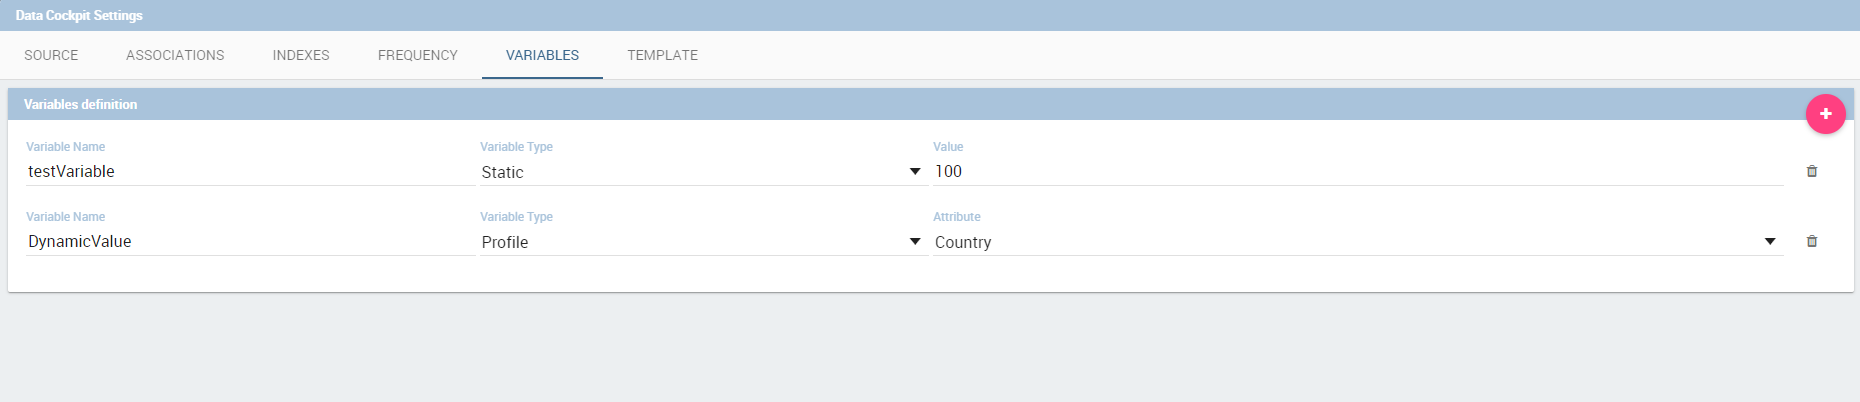 Data Cockpit Settings
SOURCE ASSOCIATIONS INDEXES FREQUENCY VARIABLES TEMPLATE
Variables definition
Variable Name Variable Type Value
testVariable Static 100
Variable Name Variable Type Attribute
DynamicValue Profile Country